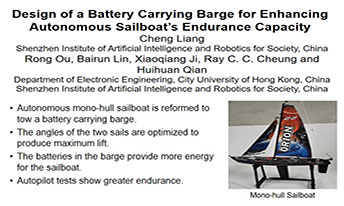 Design of a Battery Carrying Barge for Enhancing
Autonomous Sailboat's Endurance Capacity
Cheng Liang
Shenzhen Institute of Artificial Intelligence and Robotics for Society, China
Rong Ou, Bairun Lin, Xiaoqiang Ji, Ray C. C. Cheung and
Huihuan Qian
Department of Electronic Engineering, City University of Hong Kong, China
Shenzhen Institute of Artificial Intelligence and Robotics for Society, China
• Autonomous mono-hull sailboat is reformed to
tow a battery carrying barge.
• The angles of the two sails are optimized to
produce maximum lift.
• The batteries in the barge provide more energy
for the sailboat.
• Autopilot tests show greater endurance.
ORION
Mono-hull Sailboat